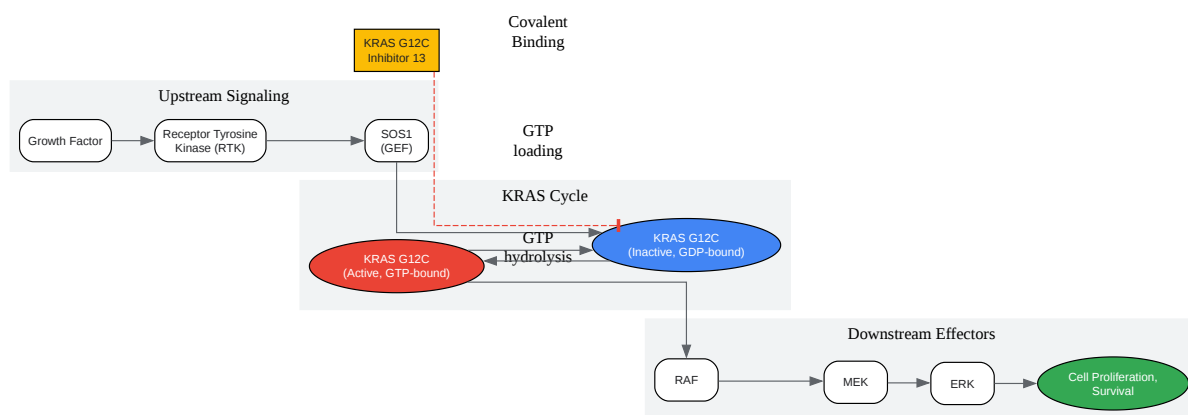 Covalent
Binding
KRAS G12C
Inhibitor 13
Upstream Signaling
Growth Factor
Receptor Tyrosine
Kinase (RTK)
SOS1
(GEF)
GTP
loading
KRAS Cycle
GTP
hydrolysis
KRAS G12C
(Inactive, GDP-bound)
KRAS G12C
(Active, GTP-bound)
Downstream Effectors
RAF
MEK
ERK
Cell Proliferation,
Survival